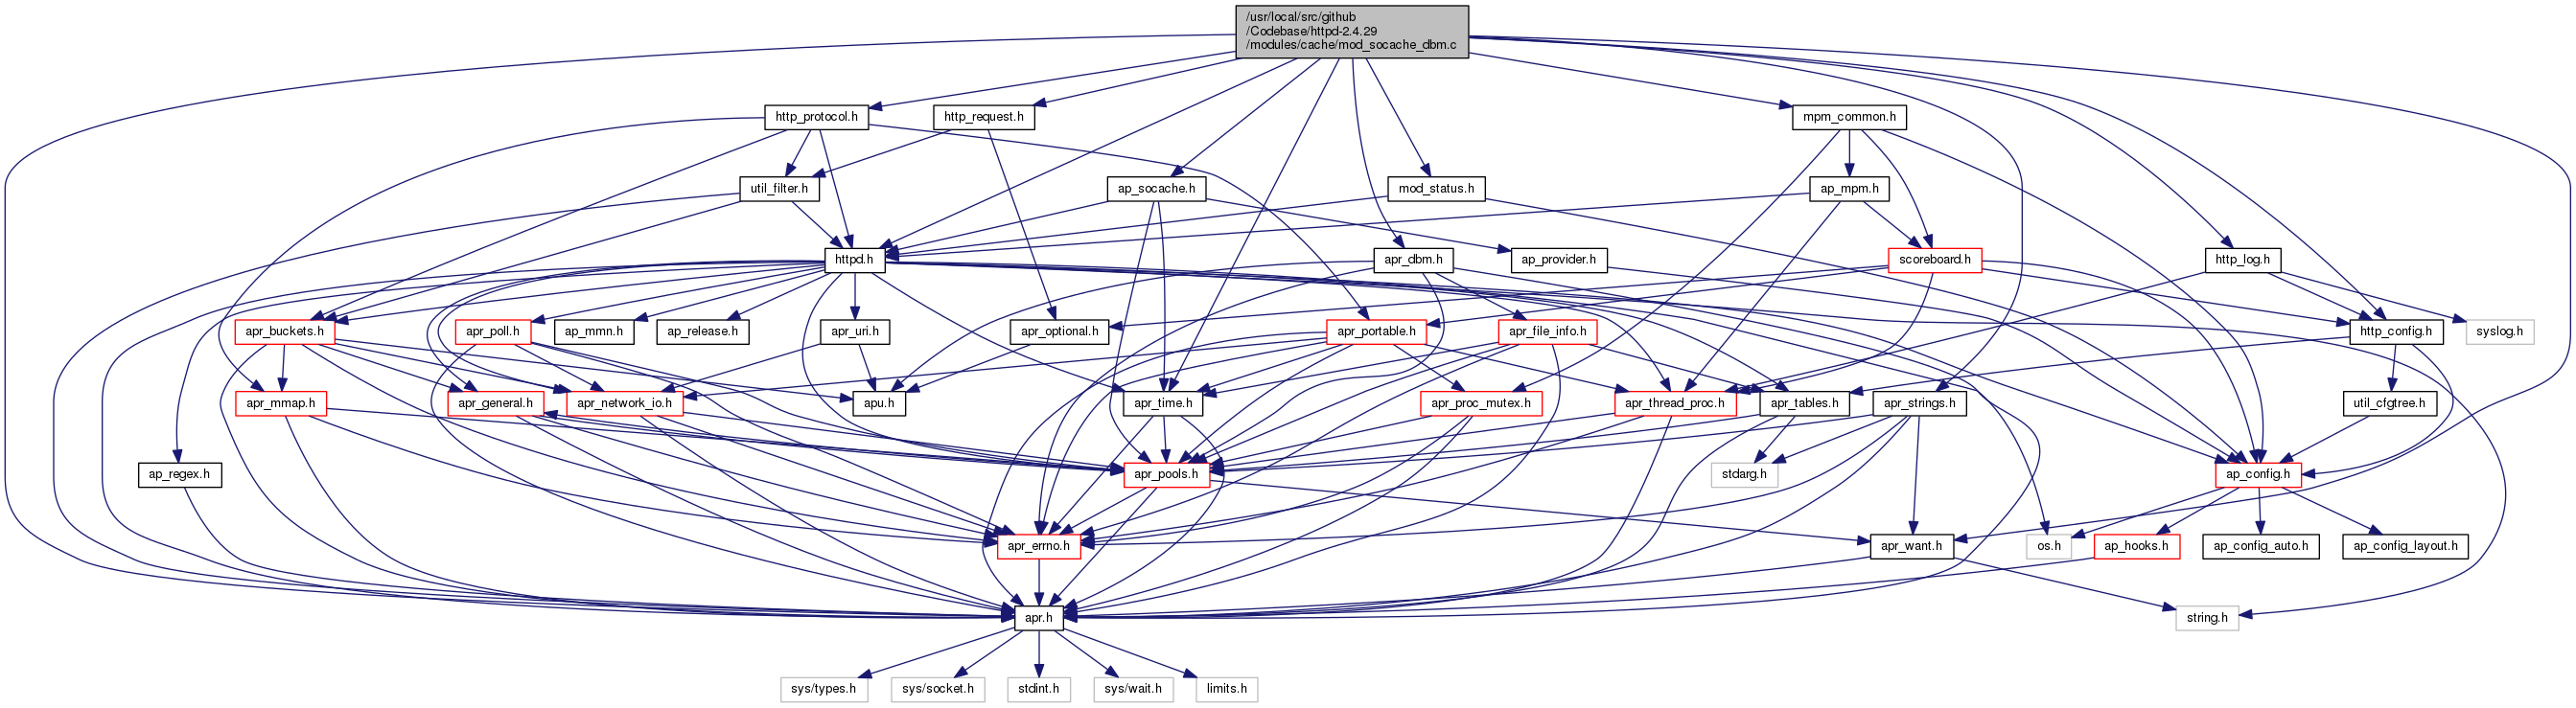 /usr/local/src/github
/Codebase/httpd-2.4.29
/modules/cache/mod_socache_dbm.c
http_protocol.h
http_request.h
mpm_common.h
util_filter.h
ap_socache.h
mod_status.h
ap_mpm.h
httpd.h
apr_dbm.h
ap_provider.h
scoreboard.h
http_log.h
apr_buckets.h
apr_poll.h
ap_mmn.h
ap_release.h
apr_uri.h
apr_optional.h
apr_portable.h
apr_file_info.h
http_config.h
syslog.h
apr_mmap.h
apr_general.h
apr_network_io.h
apu.h
apr_time.h
apr_proc_mutex.h
apr_thread_proc.h
apr_tables.h
apr_strings.h
util_cfgtree.h
ap_regex.h
apr_pools.h
stdarg.h
ap_config.h
apr_errno.h
apr_want.h
os.h
ap_hooks.h
ap_config_auto.h
ap_config_layout.h
apr.h
string.h
sys/types.h
sys/socket.h
stdint.h
sys/wait.h
limits.h